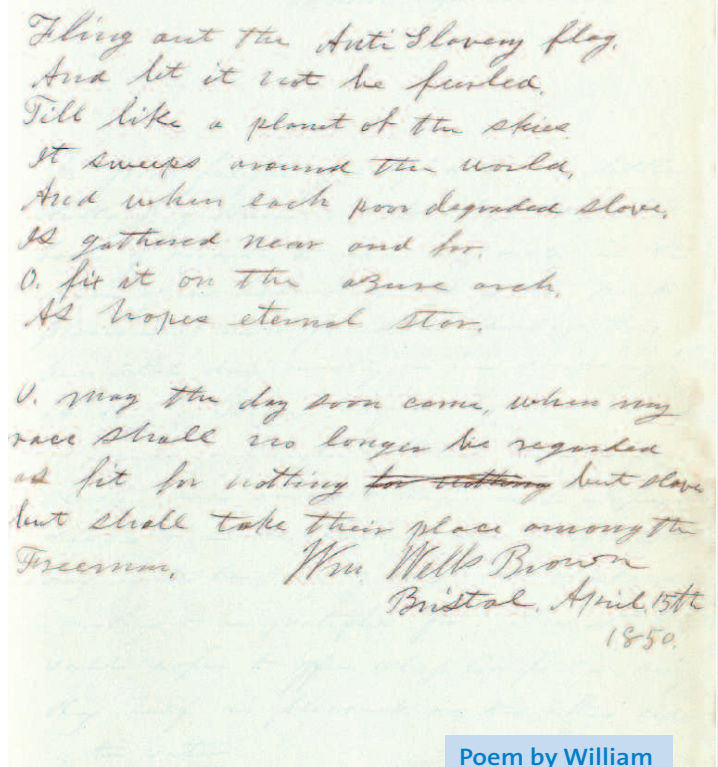 Fling out the Anti Slavery flag,
And let it not be furled,
Till like a planet of the skies
It sweeps around the world,
And when each poor degraded slave,
Is gathered near and far,
O. fix it on the azure arch,
As hopes eternal star.
O. may the day soon come, when my
race shall no longer be regarded
as fit for nothing for nothing but slave
but shall take their place among the
Freeman.
Wm. Wells Brown
Bristol. April. 15th
1850.
Poem by William